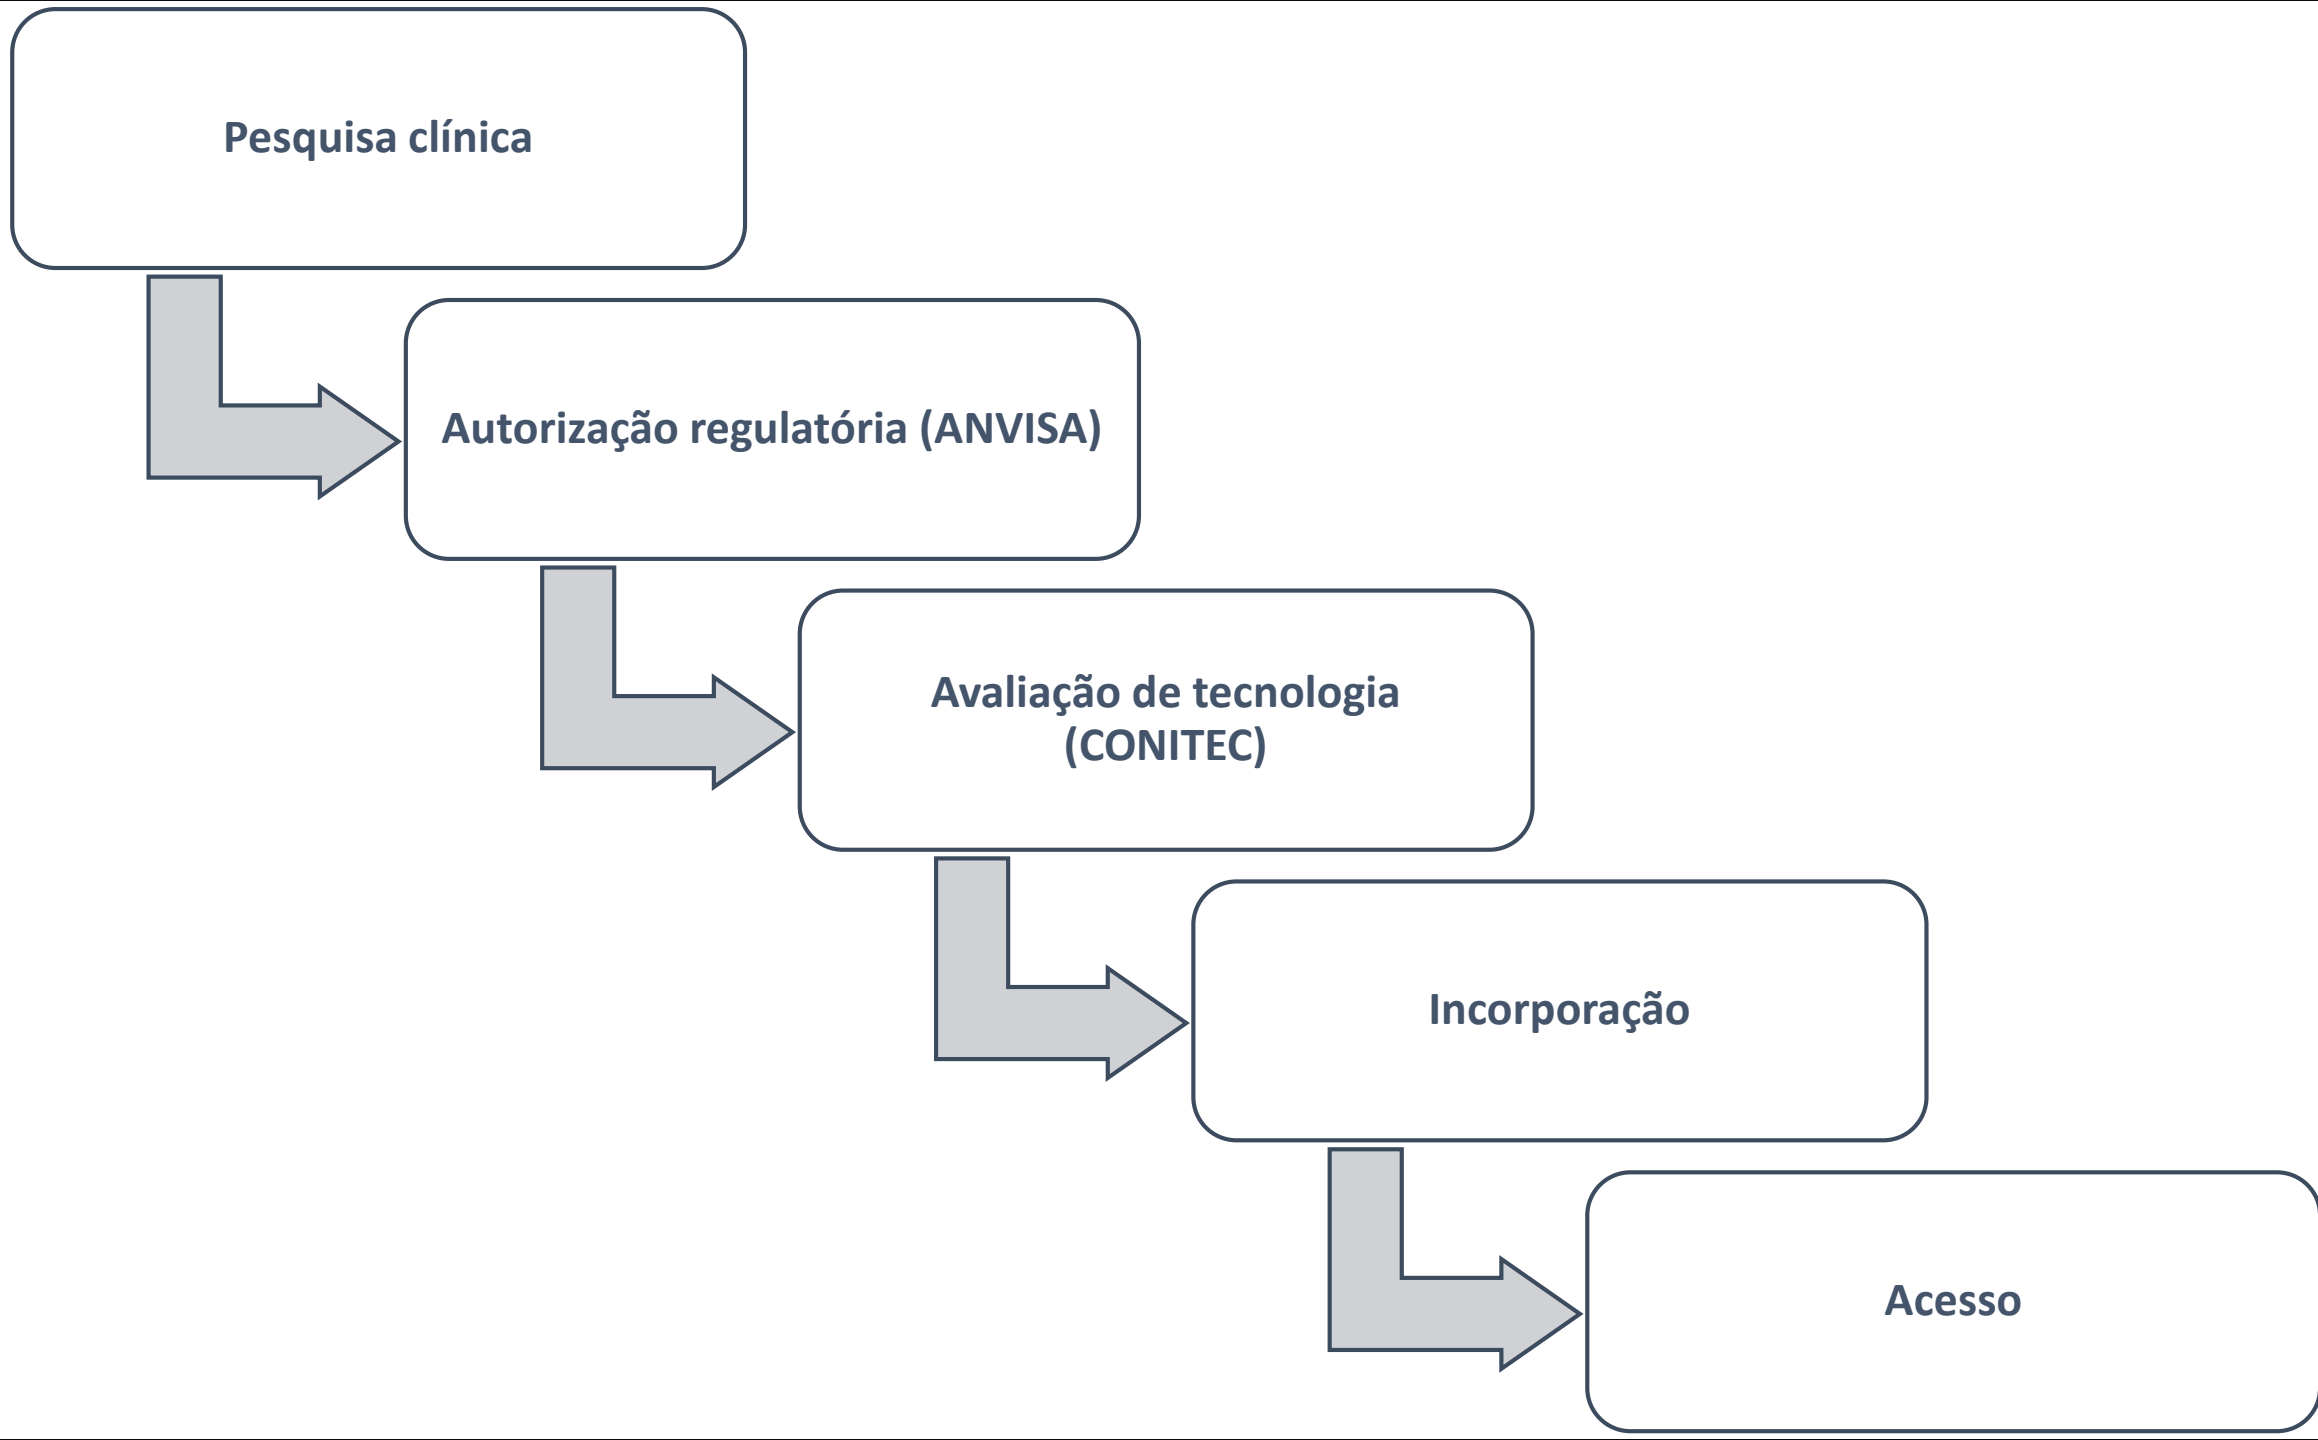 Pesquisa clínica
Autorização regulatória (ANVISA)
Avaliação de tecnologia
(CONITEC)
Incorporação
Acesso